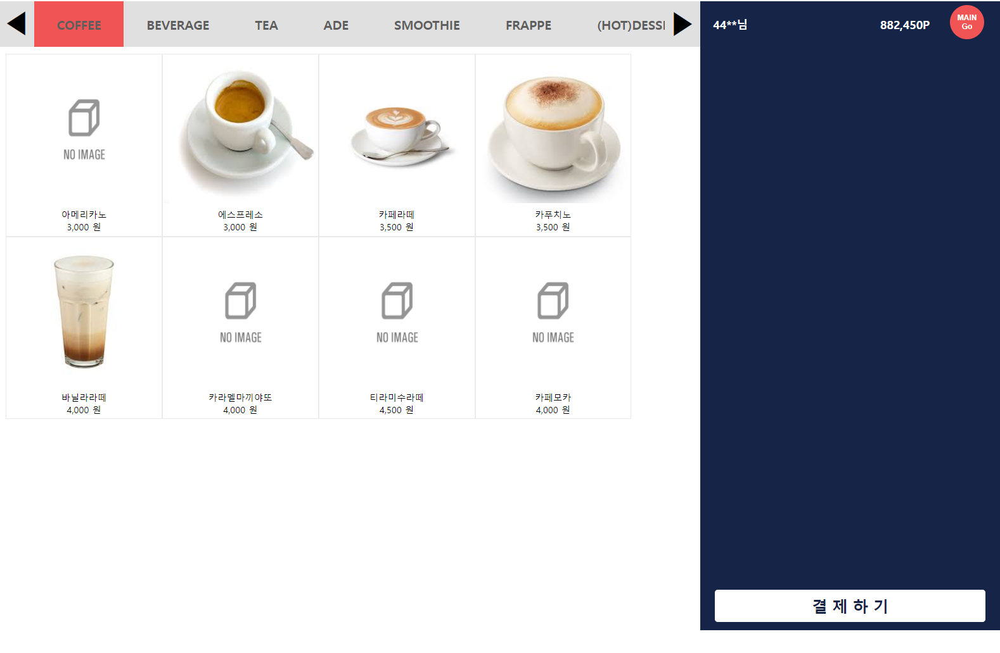 COFFEE BEVERAGE TEA ADE SMOOTHIE FRAPPE (HOT)DESSI
44**님 882,450P
MAIN
Go
NO IMAGE
아메리카노 에스프레소 카페라떼 카푸치노
3,000 원 3,000 원 3,500 원 3,500 원
NO IMAGE NO IMAGE NO IMAGE
바닐라라떼 카라멜마끼야또 티라미수라떼 카페모카
4,000 원 4,000 원 4,500 원 4,000 원
결 제 하 기